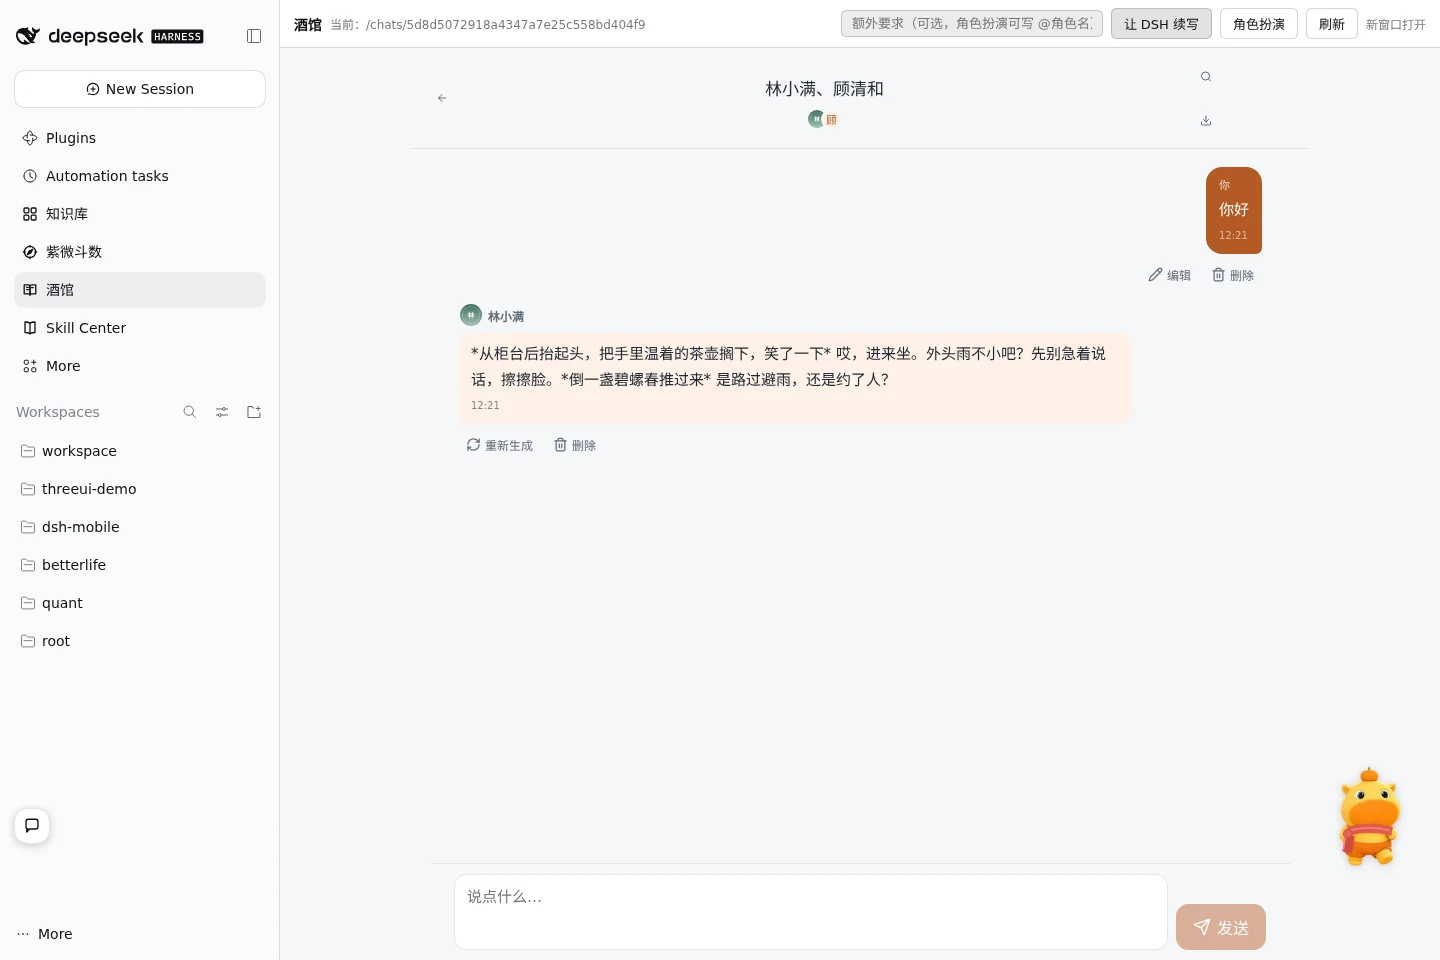 deepseek HARNESS
New Session
Plugins
Automation tasks
知识库
紫微斗数
酒馆
Skill Center
More
Workspaces
workspace
threeui-demo
dsh-mobile
betterlife
quant
root
More
酒馆 当前：/chats/5d8d5072918a4347a7e25c558bd404f9
额外要求（可选，角色扮演可写 @角色名
让 DSH 续写
角色扮演
刷新
新窗口打开
林小满、顾清和
林 顾
你
你好
12:21
编辑 删除
林 林小满
*从柜台后抬起头，把手里温着的茶壶搁下，笑了一下* 哎，进来坐。外头雨不小吧？先别急着说
话，擦擦脸。*倒一盏碧螺春推过来* 是路过避雨，还是约了人？
12:21
重新生成 删除
说点什么...
发送